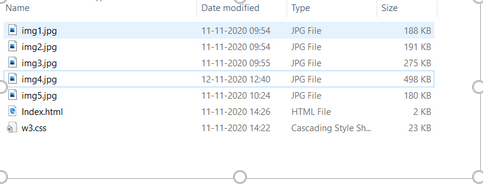 Name Date modified Type Size
img1.jpg 11-11-2020 09:54 JPG File 188 KB
img2.jpg 11-11-2020 09:54 JPG File 191 KB
img3.jpg 11-11-2020 09:55 JPG File 275 KB
img4.jpg 12-11-2020 12:40 JPG File 498 KB
img5.jpg 11-11-2020 10:24 JPG File 180 KB
Index.html 11-11-2020 14:26 HTML File 2 KB
w3.css 11-11-2020 14:22 Cascading Style Sh... 23 KB